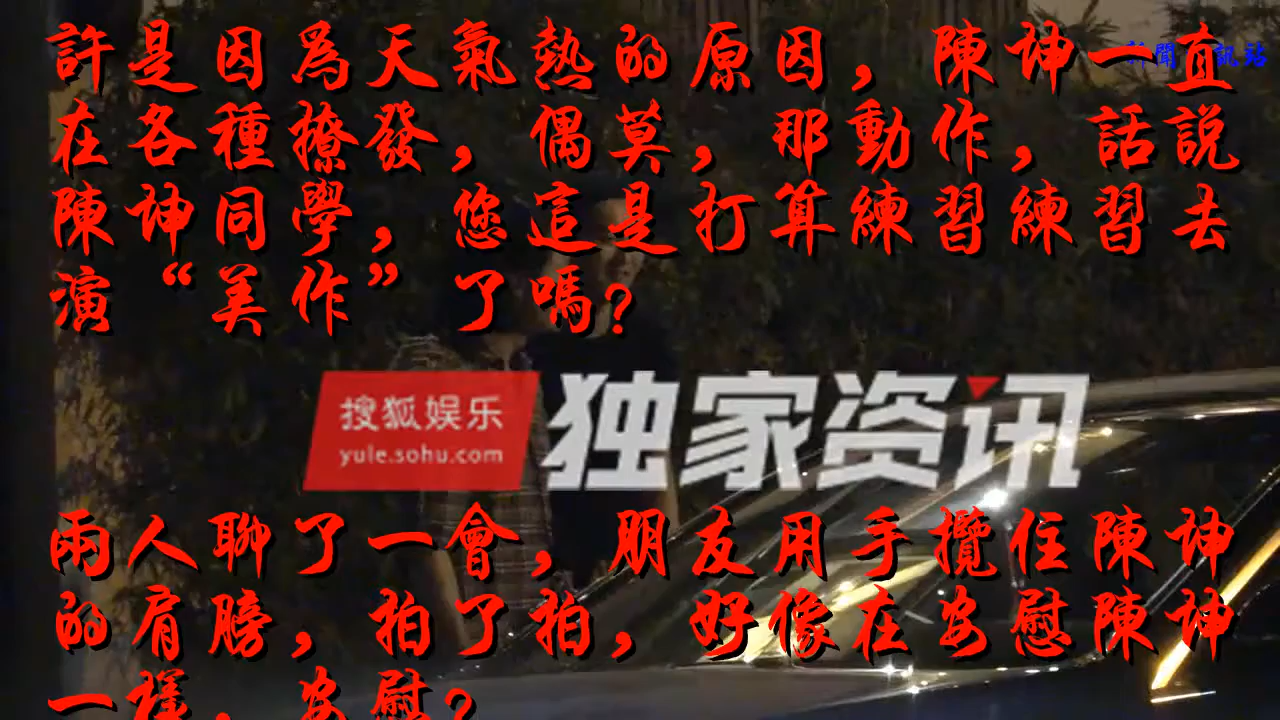 許是因為天氣熱的原因，陳坤一直
在各種撩發，偶莫，那動作，話説
陳坤同學，您這是打算練習練習去
演“美作”了嗎？
搜狐娱乐
yule.sohu.com
独家资讯
兩人聊了一會，朋友用手攬住陳坤
的肩膀，拍了拍，好像在安慰陳坤
一樣，安慰？